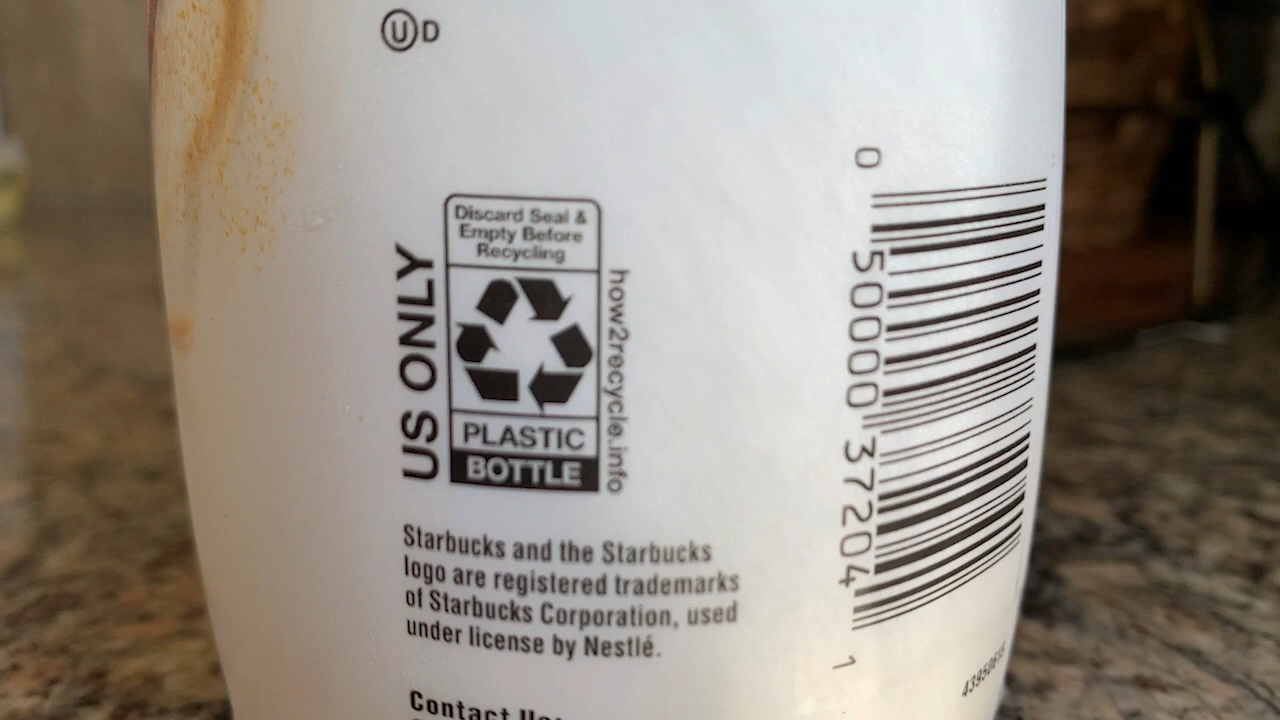 Ⓤ D
US ONLY
Discard Seal &
Empty Before
Recycling
PLASTIC
BOTTLE
how2recycle.info
Starbucks and the Starbucks
logo are registered trademarks
of Starbucks Corporation, used
under license by Nestlé.
Contact
0 50000 37204 1